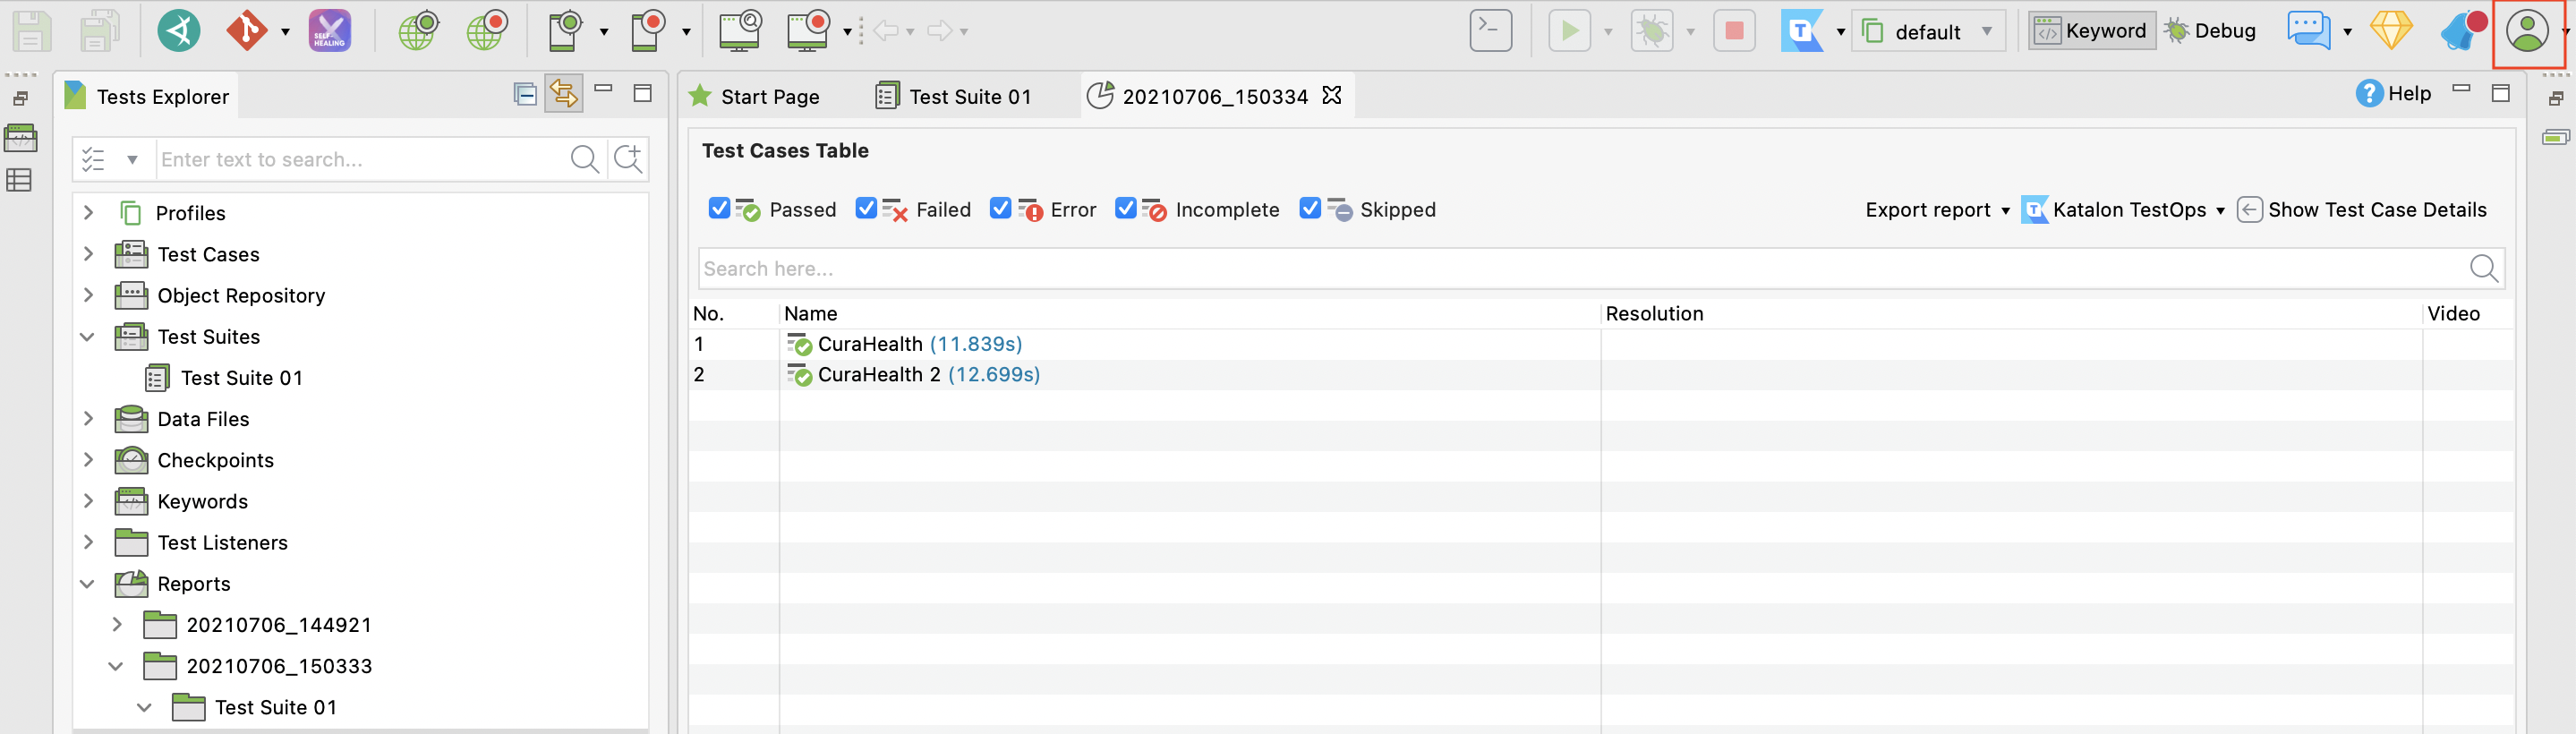 SELF-HEALING
default
Keyword
Debug
Tests Explorer
Start Page
Test Suite 01
20210706_150334
Help
Enter text to search...
Profiles
Test Cases
Object Repository
Test Suites
Test Suite 01
Data Files
Checkpoints
Keywords
Test Listeners
Reports
20210706_144921
20210706_150333
Test Suite 01
Test Cases Table
Passed Failed Error Incomplete Skipped
Export report Katalon TestOps Show Test Case Details
Search here...
No. Name Resolution Video
1 CuraHealth (11.839s)
2 CuraHealth 2 (12.699s)